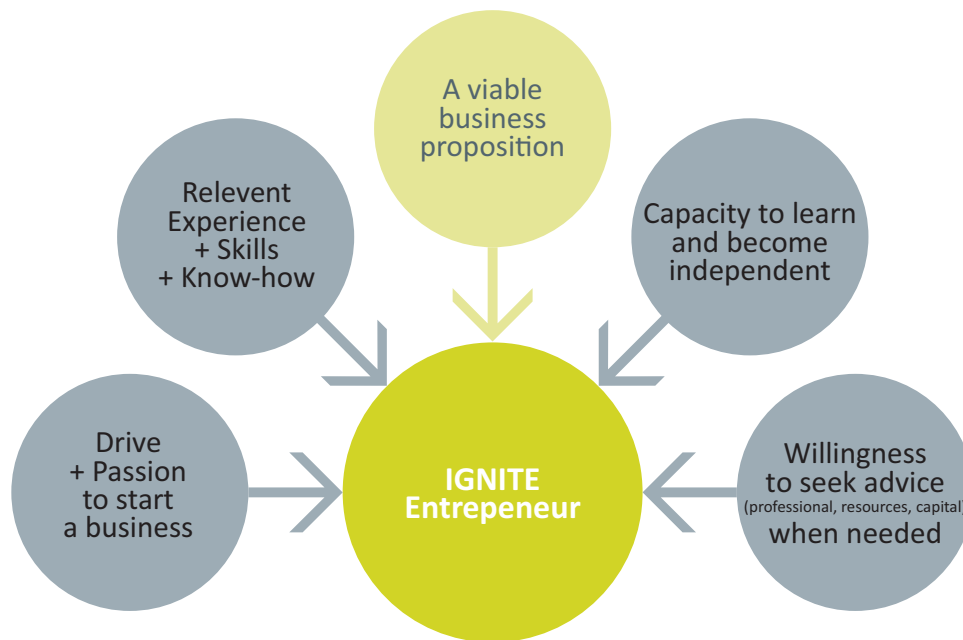 A viable
business
proposition
Relevent
Experience
+ Skills
+ Know-how
Capacity to learn
and become
independent
Drive
+ Passion
to start
a business
IGNITE
Entrepeneur
Willingness
to seek advice
(professional, resources, capital)
when needed